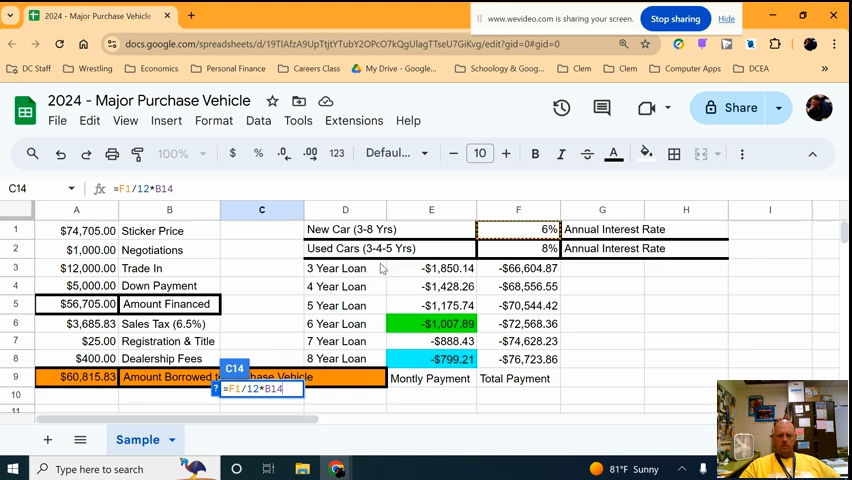 2024 - Major Purchase Vehicle
www.wevideo.com is sharing your screen.
Stop sharing
Hide
docs.google.com/spreadsheets/d/19TlAfzA9UpTtjtYTubY2OPcO7kQgUlagTTseU7GiKvg/edit?gid=0#gid=0
DC Staff
Wrestling
Economics
Personal Finance
Careers Class
My Drive - Google...
Schoology - Goog...
Clem
Clem
Computer Apps
DCEA
2024 - Major Purchase Vehicle
File Edit View Insert Format Data Tools Extensions Help
Share
100% $ % .0 .00 123 Defaul... − 10 + B I A
C14 fx =F1/12*B14
A B C D E F G H I J
1 $74,705.00 Sticker Price New Car (3-8 Yrs) 6% Annual Interest Rate
2 $1,000.00 Negotiations Used Cars (3-4-5 Yrs) 8% Annual Interest Rate
3 $12,000.00 Trade In 3 Year Loan -$1,850.14 -$66,604.87
4 $5,000.00 Down Payment 4 Year Loan -$1,428.26 -$68,556.55
5 $56,705.00 Amount Financed 5 Year Loan -$1,175.74 -$70,544.42
6 $3,685.83 Sales Tax (6.5%) 6 Year Loan -$1,007.89 -$72,568.36
7 $25.00 Registration & Title 7 Year Loan -$888.43 -$74,628.23
8 $400.00 Dealership Fees 8 Year Loan -$799.21 -$76,723.86
C14
9 $60,815.83 Amount Borrowed to Purchase Vehicle Montly Payment Total Payment
? =F1/12*B14
10
11
Sample
Type here to search
81°F Sunny